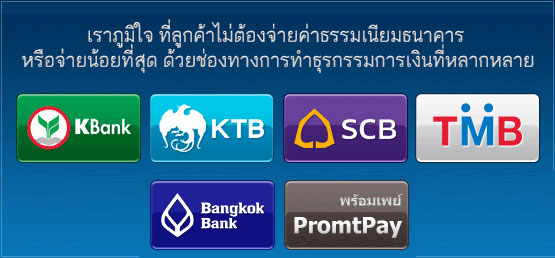 เราภูมิใจ ที่ลูกค้าไม่ต้องจ่ายค่าธรรมเนียมธนาคาร
หรือจ่ายน้อยที่สุด ด้วยช่องทางการทำธุรกรรมการเงินที่หลากหลาย
KBank
KTB
SCB
TMB
Bangkok
Bank
พร้อมเพย์
PromtPay